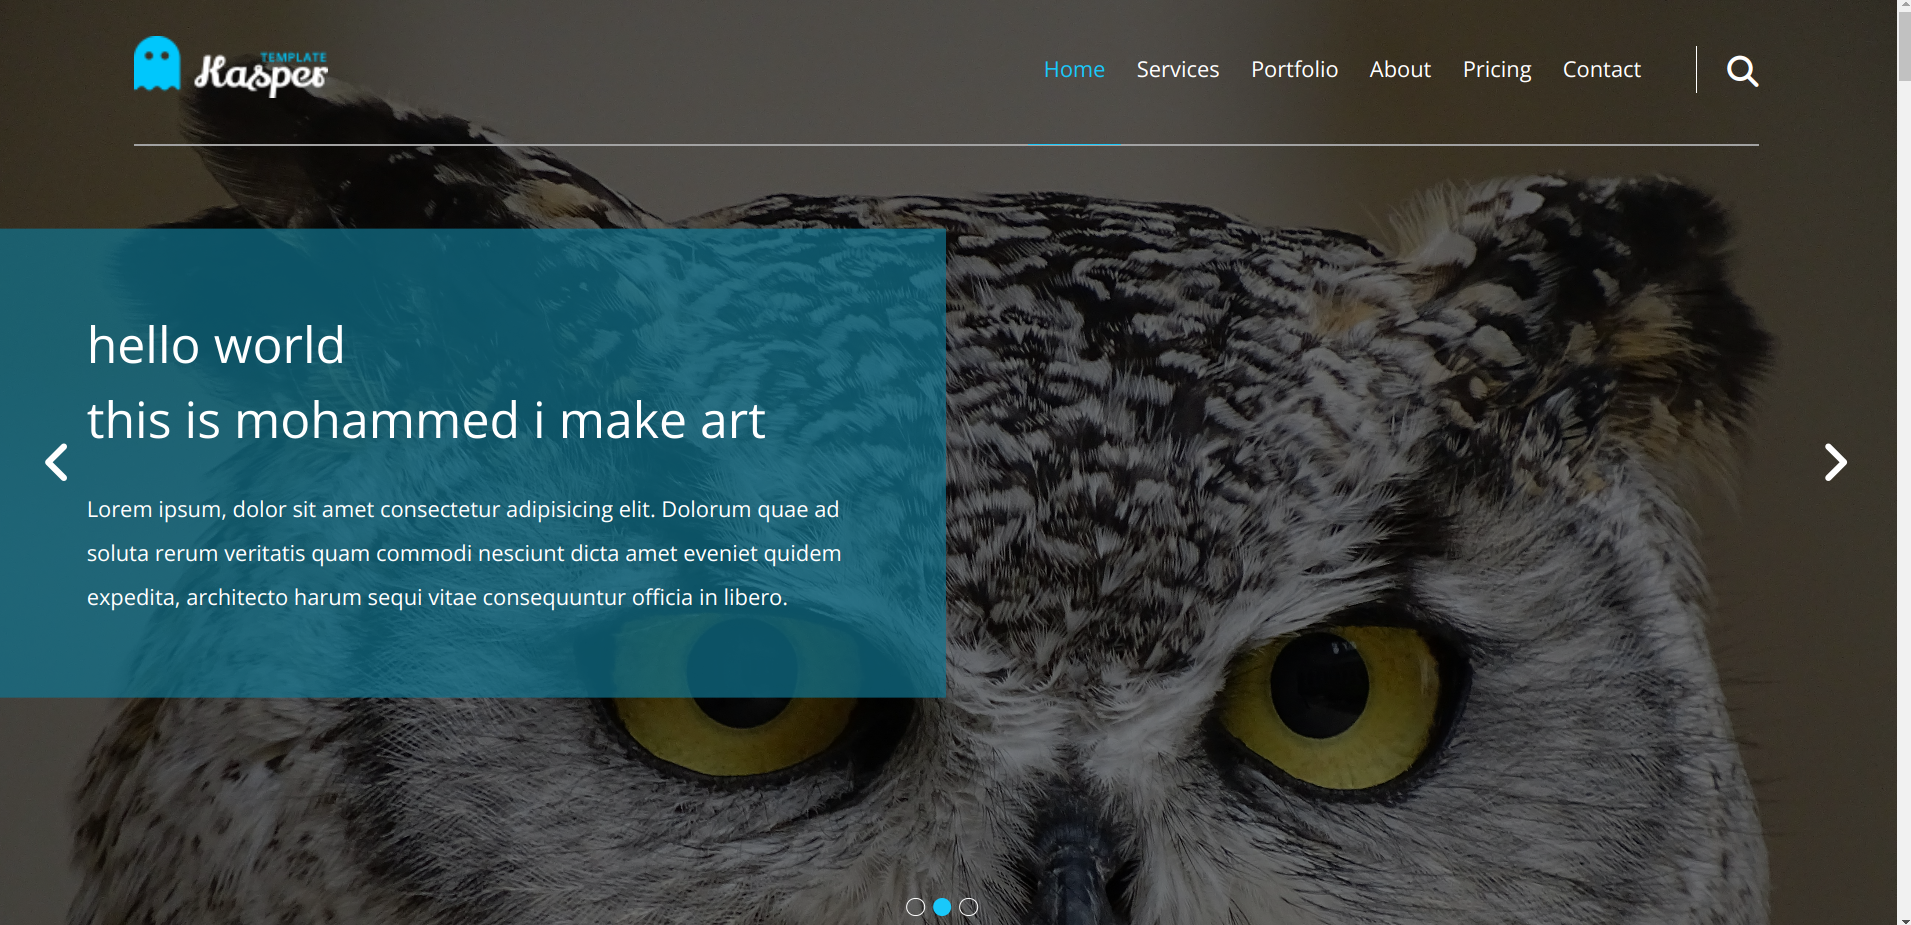 TEMPLATE
Kasper
Home Services Portfolio About Pricing Contact
hello world
this is mohammed i make art
Lorem ipsum, dolor sit amet consectetur adipisicing elit. Dolorum quae ad
soluta rerum veritatis quam commodi nesciunt dicta amet eveniet quidem
expedita, architecto harum sequi vitae consequuntur officia in libero.